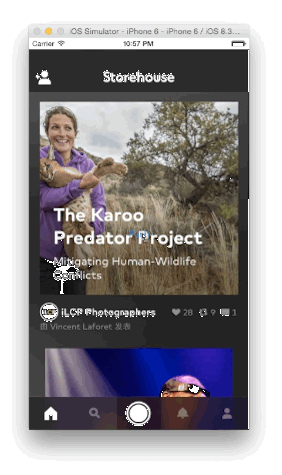 iOS Simulator - iPhone 6 - iPhone 6 / iOS 8.3...
Carrier 10:57 PM
Storehouse
The Karoo
Predator Project
Mitigating Human-Wildlife
Conflicts
iLCP Photographers 28 9 1
由 Vincent Laforet 发表